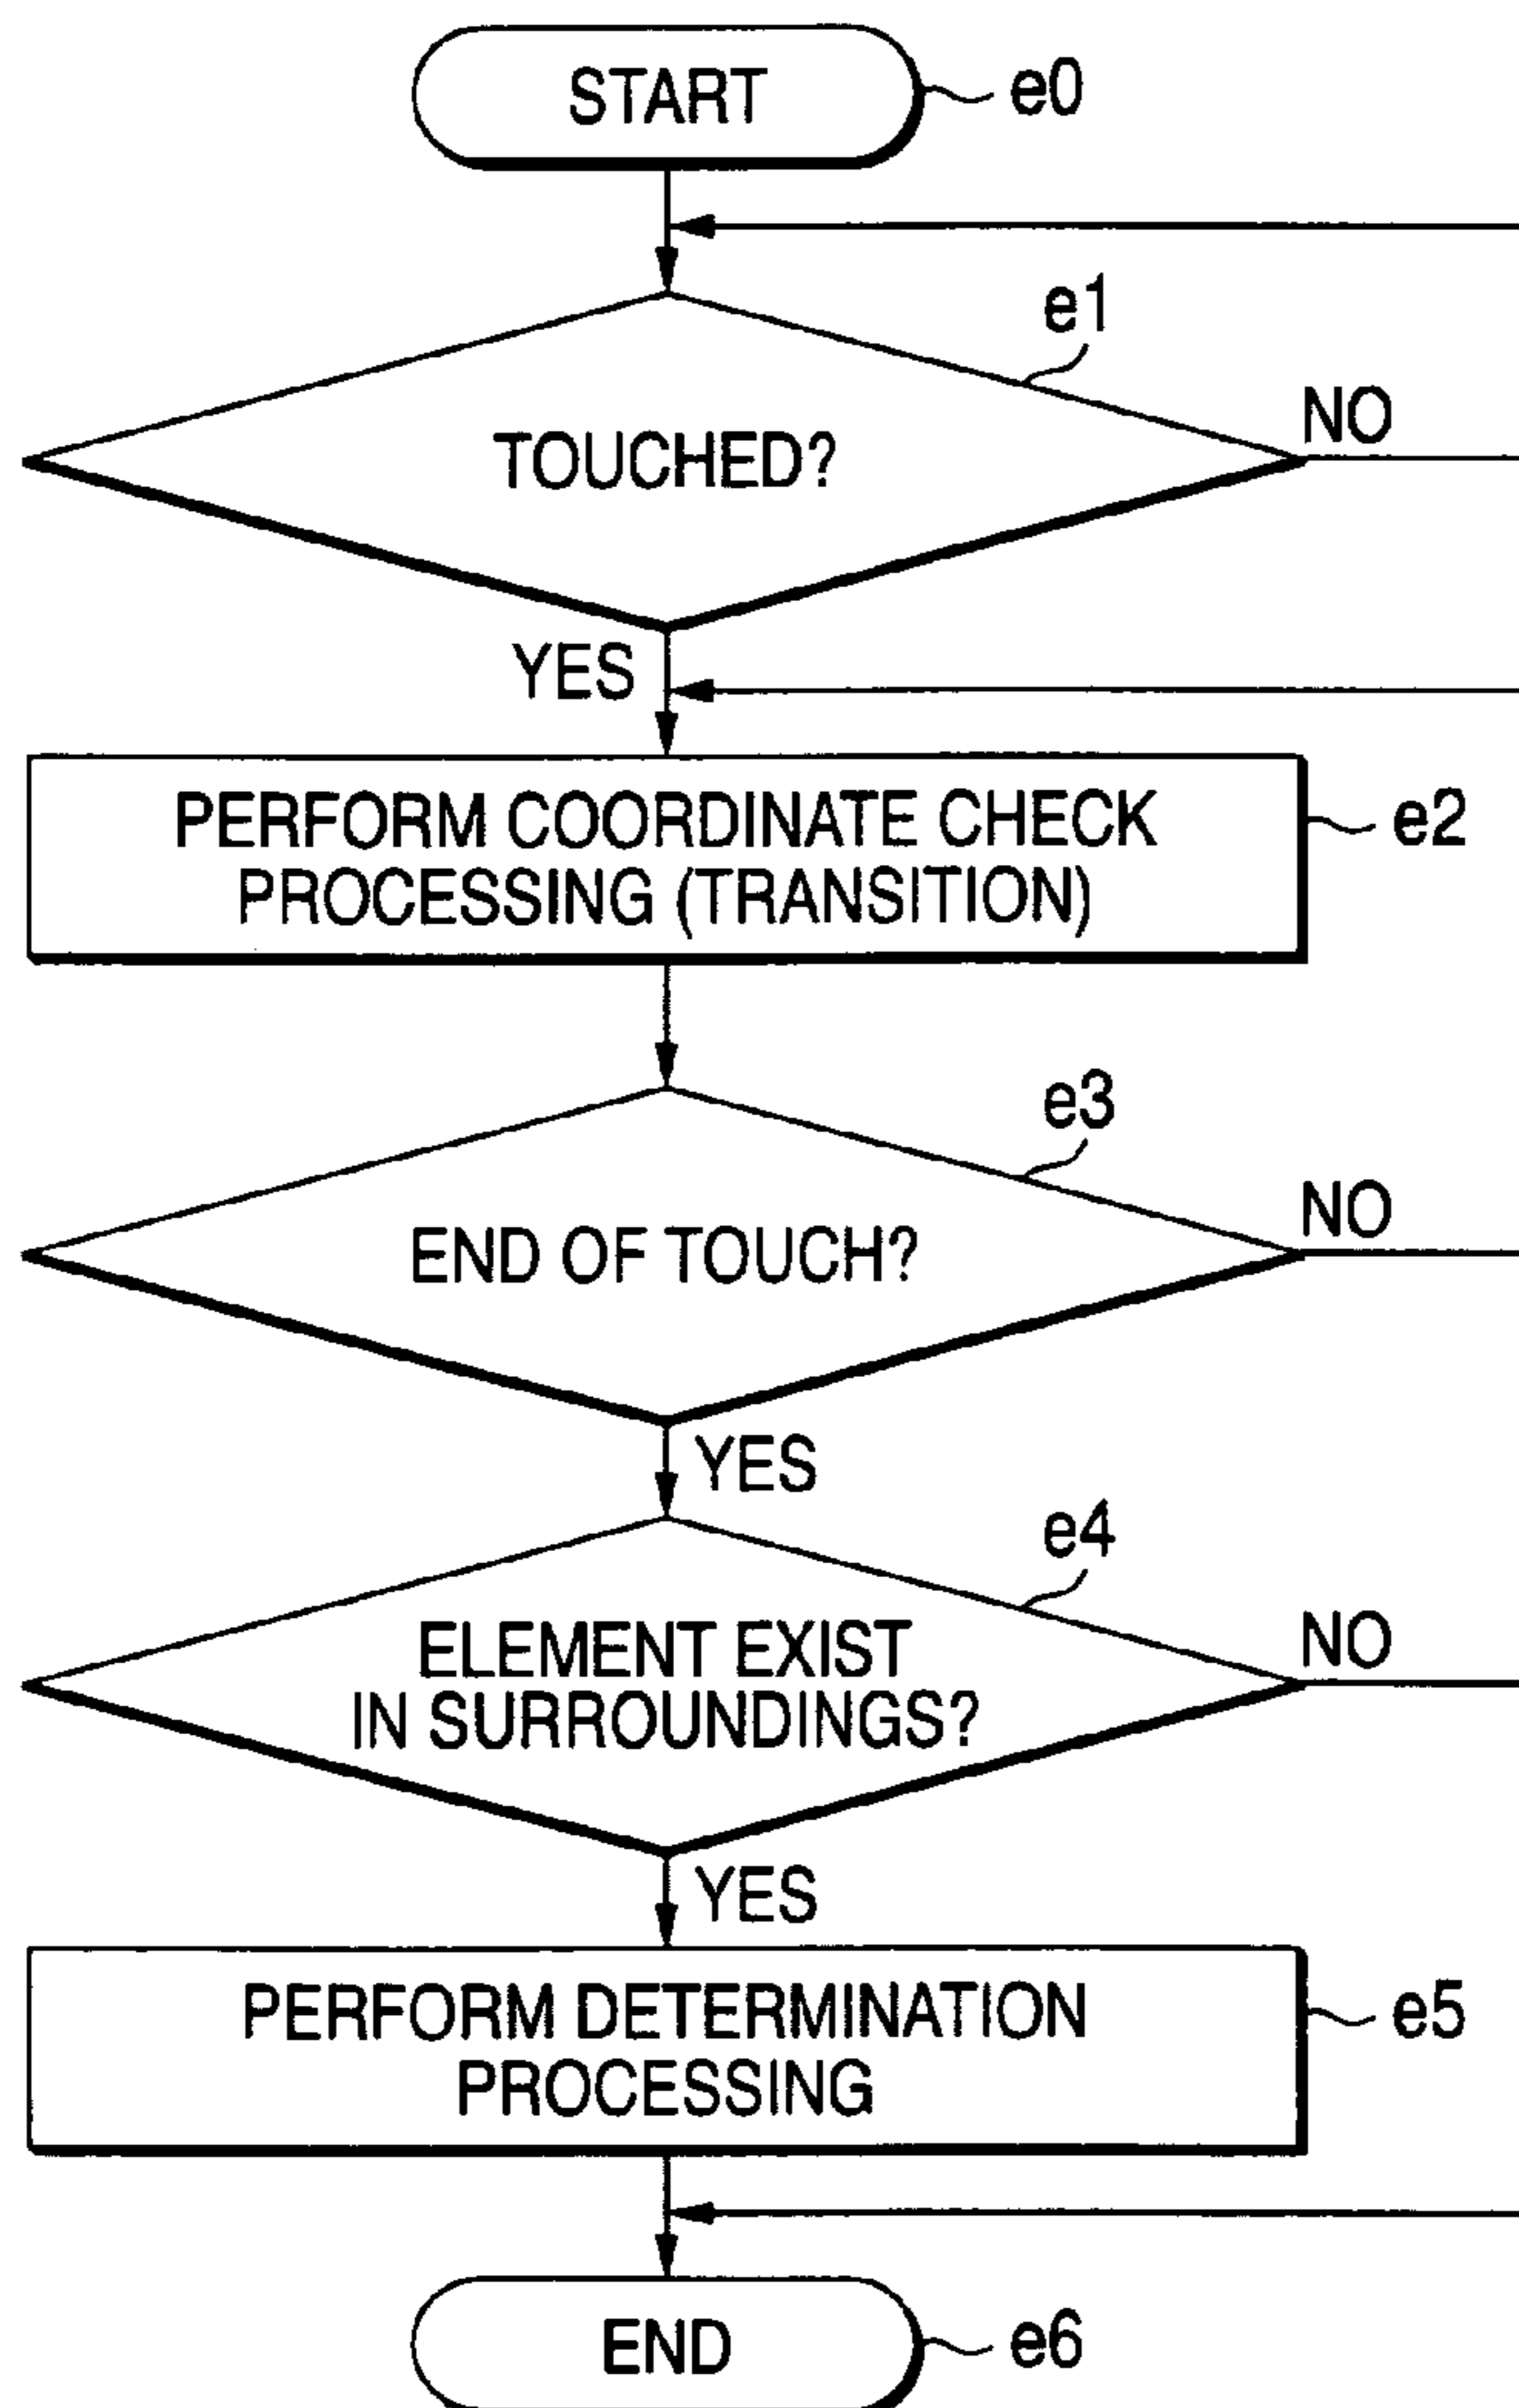 START
e0
e1
TOUCHED?
NO
YES
PERFORM COORDINATE CHECK
PROCESSING (TRANSITION)
e2
e3
END OF TOUCH?
NO
YES
e4
ELEMENT EXIST
IN SURROUNDINGS?
NO
YES
PERFORM DETERMINATION
PROCESSING
e5
END
e6